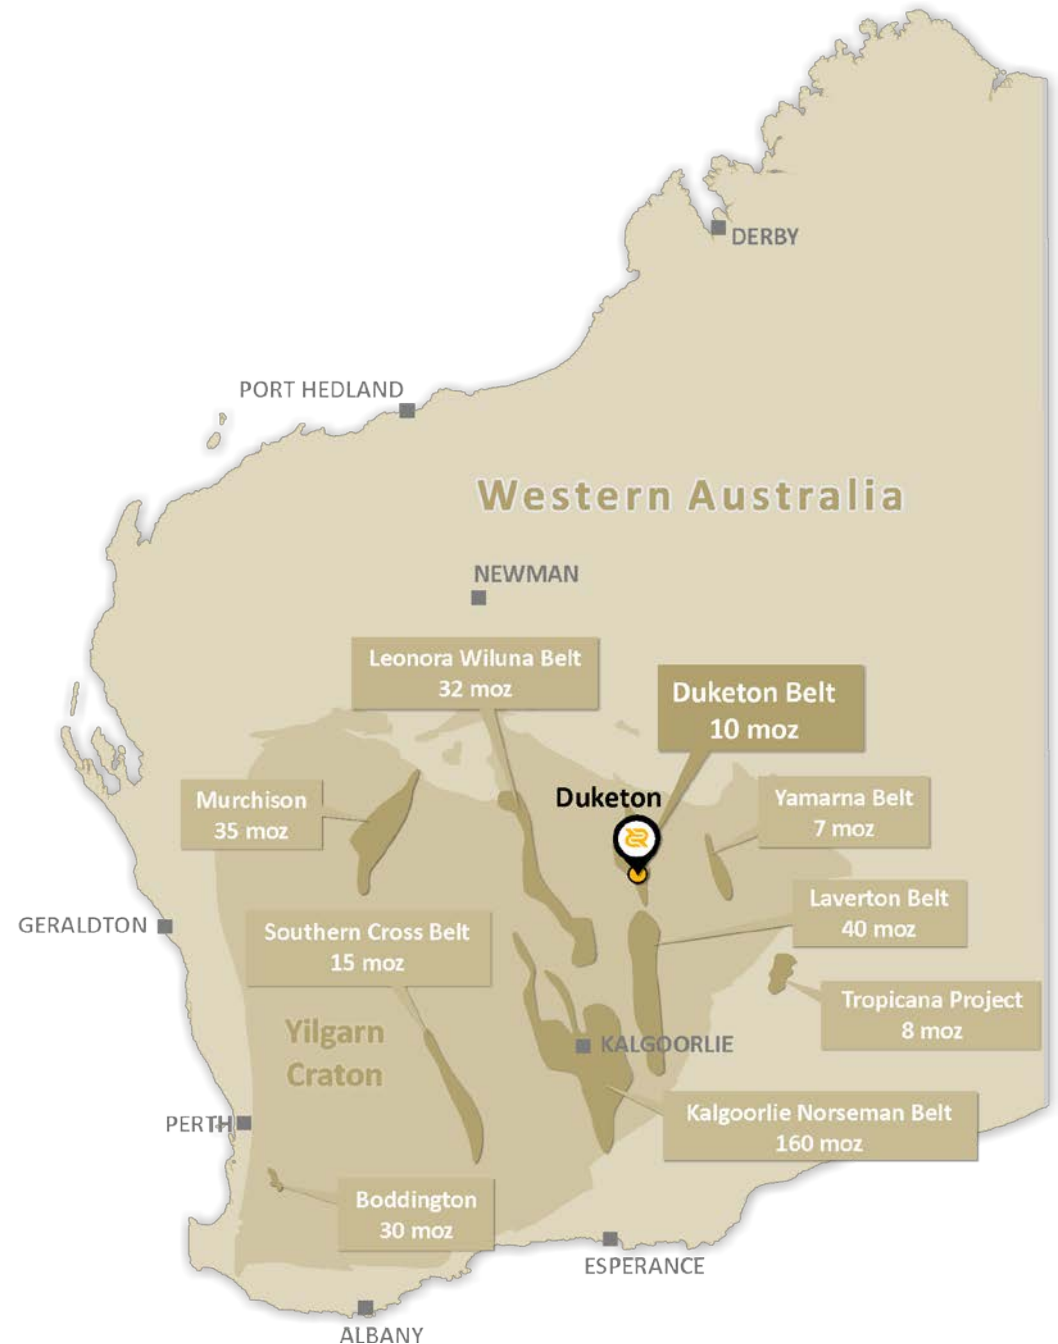 DERBY
PORT HEDLAND
Western Australia
NEWMAN
Leonora Wiluna Belt
32 moz
Duketon Belt
10 moz
Duketon
Murchison
35 moz
Yamarna Belt
7 moz
Laverton Belt
40 moz
GERALDTON
Southern Cross Belt
15 moz
Tropicana Project
8 moz
Yilgarn
Craton
KALGOORLIE
PERTH
Kalgoorlie Norseman Belt
160 moz
Boddington
30 moz
ESPERANCE
ALBANY